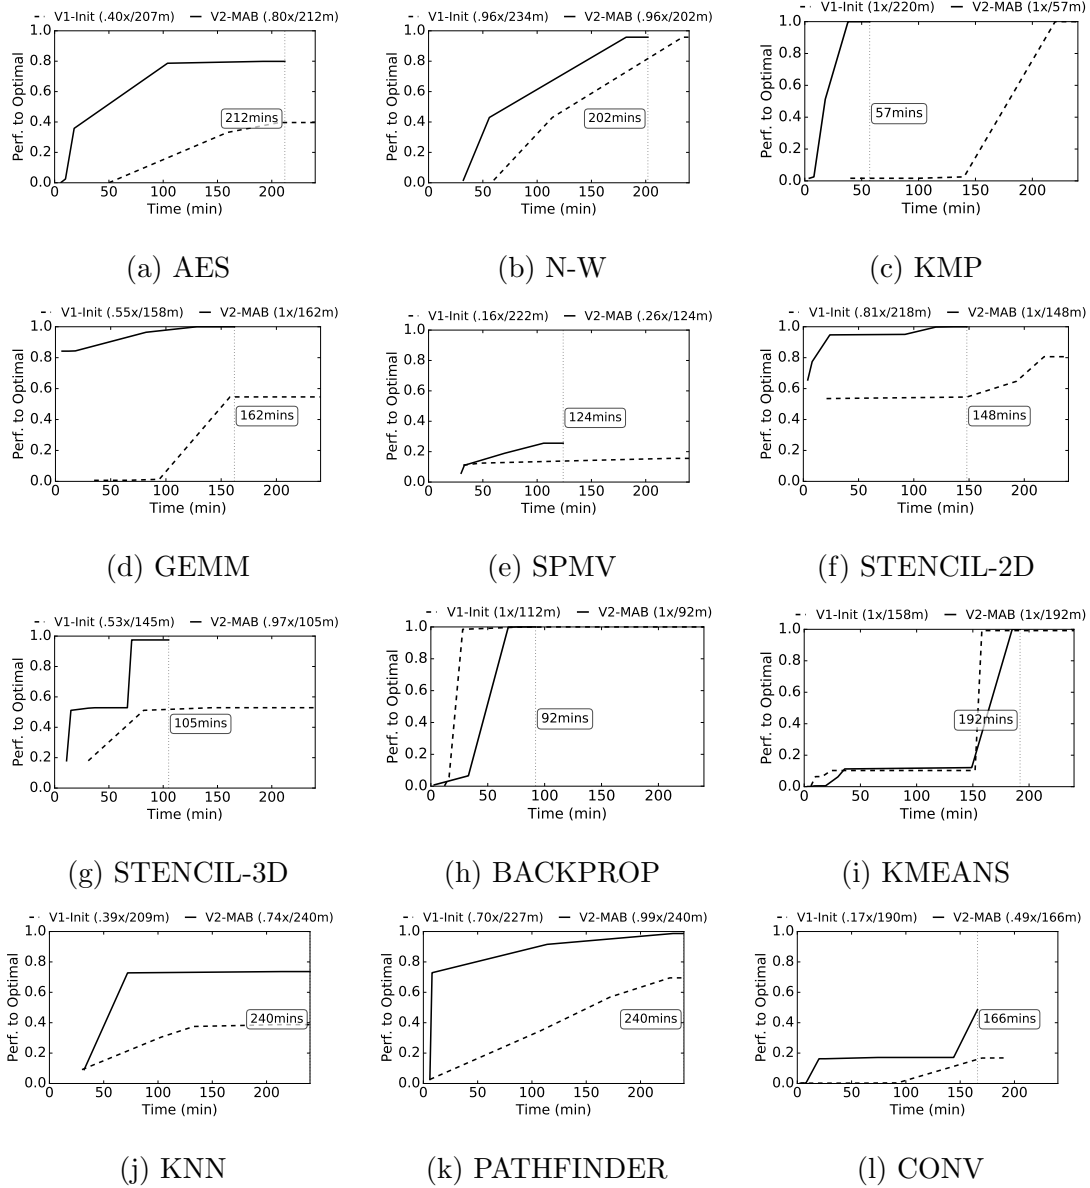 V1-Init (.40x/207m) V2-MAB (.80x/212m)
Perf. to Optimal
1.0
0.8
0.6
0.4
0.2
0.0
212mins
0 50 100 150 200
Time (min)
(a) AES
V1-Init (.96x/234m) V2-MAB (.96x/202m)
Perf. to Optimal
1.0
0.8
0.6
0.4
0.2
0.0
202mins
0 50 100 150 200
Time (min)
(b) N-W
V1-Init (1x/220m) V2-MAB (1x/57m)
Perf. to Optimal
1.0
0.8
0.6
0.4
0.2
0.0
57mins
0 50 100 150 200
Time (min)
(c) KMP
V1-Init (.55x/158m) V2-MAB (1x/162m)
Perf. to Optimal
1.0
0.8
0.6
0.4
0.2
0.0
162mins
0 50 100 150 200
Time (min)
(d) GEMM
V1-Init (.16x/222m) V2-MAB (.26x/124m)
Perf. to Optimal
1.0
0.8
0.6
0.4
0.2
0.0
124mins
0 50 100 150 200
Time (min)
(e) SPMV
V1-Init (.81x/218m) V2-MAB (1x/148m)
Perf. to Optimal
1.0
0.8
0.6
0.4
0.2
0.0
148mins
0 50 100 150 200
Time (min)
(f) STENCIL-2D
V1-Init (.53x/145m) V2-MAB (.97x/105m)
Perf. to Optimal
1.0
0.8
0.6
0.4
0.2
0.0
105mins
0 50 100 150 200
Time (min)
(g) STENCIL-3D
V1-Init (1x/112m) V2-MAB (1x/92m)
Perf. to Optimal
1.0
0.8
0.6
0.4
0.2
0.0
92mins
0 50 100 150 200
Time (min)
(h) BACKPROP
V1-Init (1x/158m) V2-MAB (1x/192m)
Perf. to Optimal
1.0
0.8
0.6
0.4
0.2
0.0
192mins
0 50 100 150 200
Time (min)
(i) KMEANS
V1-Init (.39x/209m) V2-MAB (.74x/240m)
Perf. to Optimal
1.0
0.8
0.6
0.4
0.2
0.0
240mins
0 50 100 150 200
Time (min)
(j) KNN
V1-Init (.70x/227m) V2-MAB (.99x/240m)
Perf. to Optimal
1.0
0.8
0.6
0.4
0.2
0.0
240mins
0 50 100 150 200
Time (min)
(k) PATHFINDER
V1-Init (.17x/190m) V2-MAB (.49x/166m)
Perf. to Optimal
1.0
0.8
0.6
0.4
0.2
0.0
166mins
0 50 100 150 200
Time (min)
(l) CONV